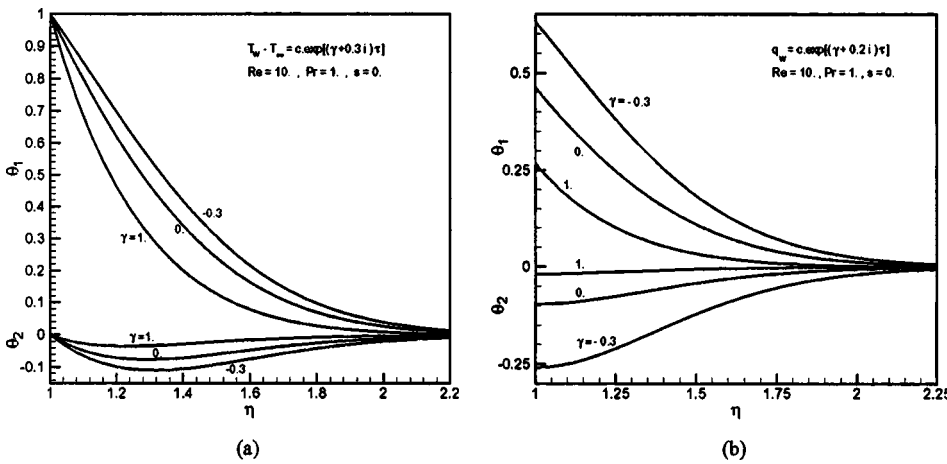 T_w - T_∞ = c.exp[(γ+0.3 i)τ]
Re = 10. , Pr = 1. , s = 0.
1
0.9
0.8
0.7
0.6
0.5
0.4
0.3
0.2
0.1
0
-0.1
θ₁
θ₂
-0.3
0.
γ = 1.
γ = 1.
0.
-0.3
1
1.2
1.4
1.6
1.8
2
2.2
η
(a)
q_w = c.exp[(γ+0.2 i)τ]
Re = 10. , Pr = 1. , s = 0.
0.5
0.25
0
-0.25
θ₁
θ₂
γ = - 0.3
0.
1.
1.
0.
γ = - 0.3
1
1.25
1.5
1.75
2
2.25
η
(b)